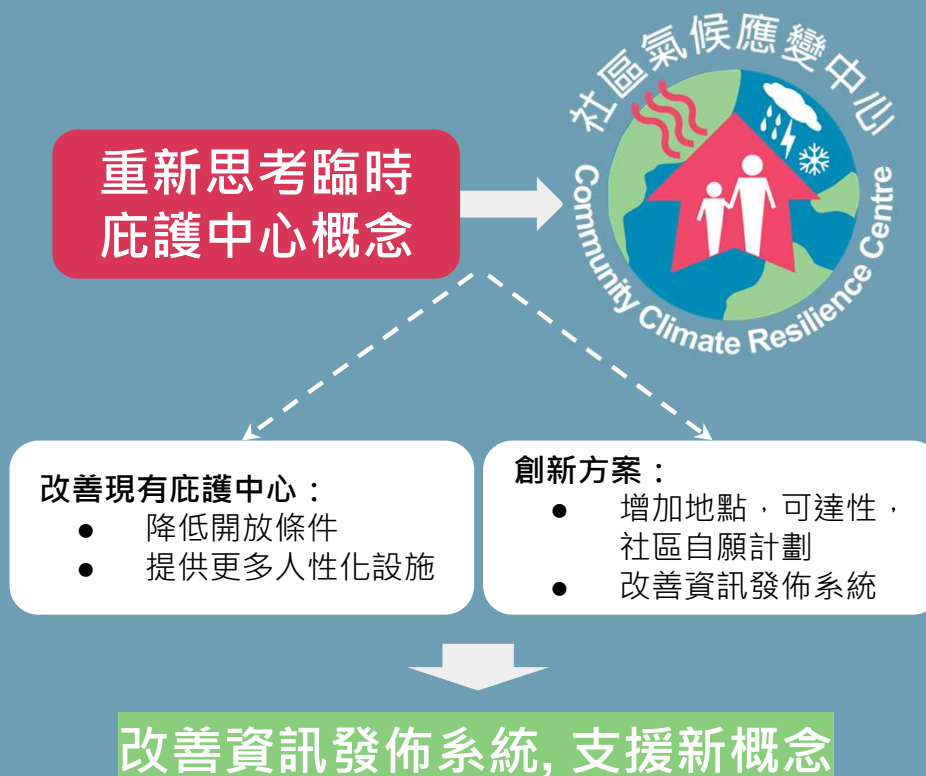 重新思考臨時
庇護中心概念
社區氣候應變中心
Community Climate Resilience Centre
改善現有庇護中心：
● 降低開放條件
● 提供更多人性化設施
創新方案：
● 增加地點，可達性，
社區自願計劃
● 改善資訊發佈系統
改善資訊發佈系統, 支援新概念